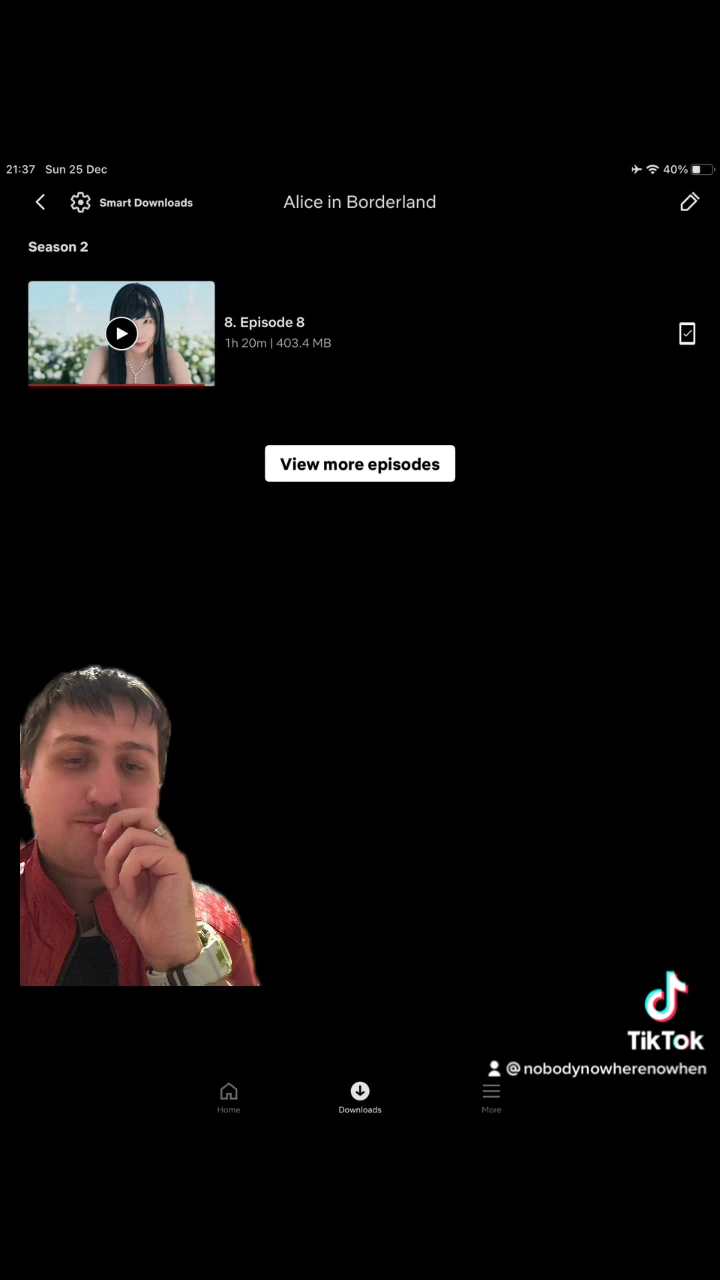 21:37 Sun 25 Dec
40%
Smart Downloads
Alice in Borderland
Season 2
8. Episode 8
1h 20m | 403.4 MB
View more episodes
TikTok
@nobodynowherenowhen
Home
Downloads
More